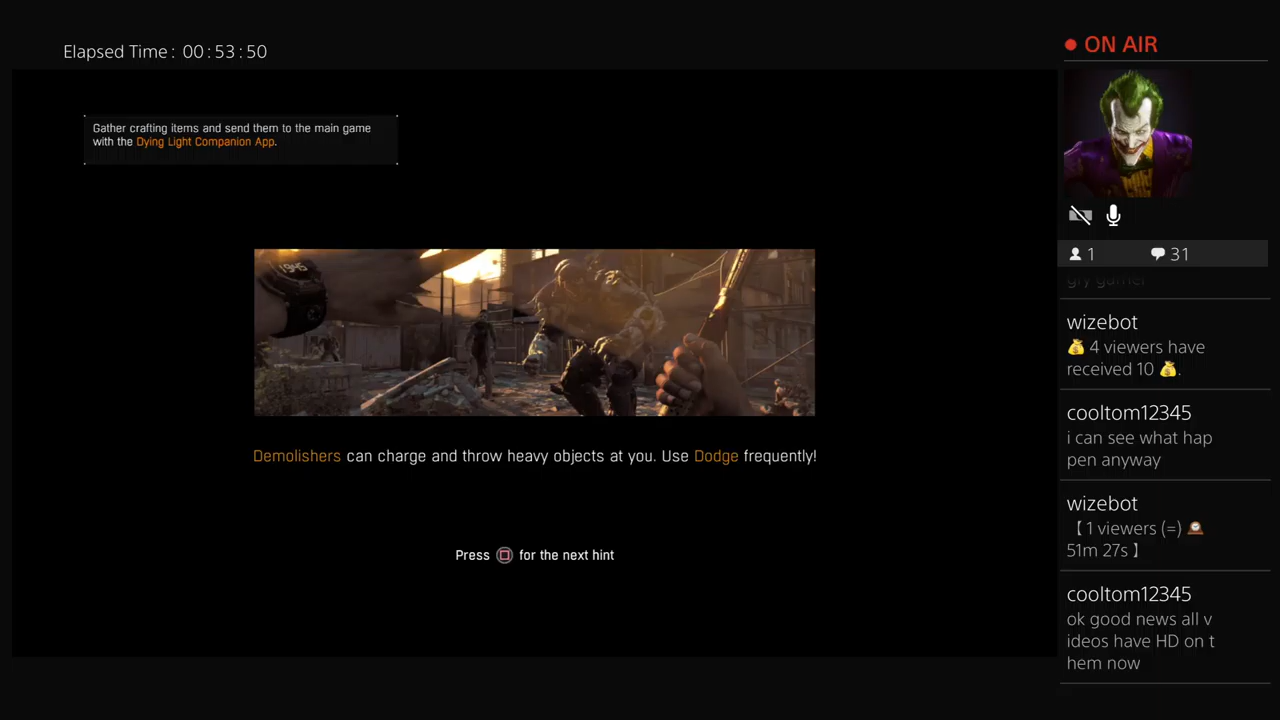 Elapsed Time: 00:53:50
ON AIR
Gather crafting items and send them to the main game
with the Dying Light Companion App.
1945
Demolishers can charge and throw heavy objects at you. Use Dodge frequently!
Press for the next hint
1 31
gry gamer
wizebot
💰 4 viewers have
received 10 💰.
cooltom12345
i can see what hap
pen anyway
wizebot
【 1 viewers (=) 🕰
51m 27s 】
cooltom12345
ok good news all v
ideos have HD on t
hem now